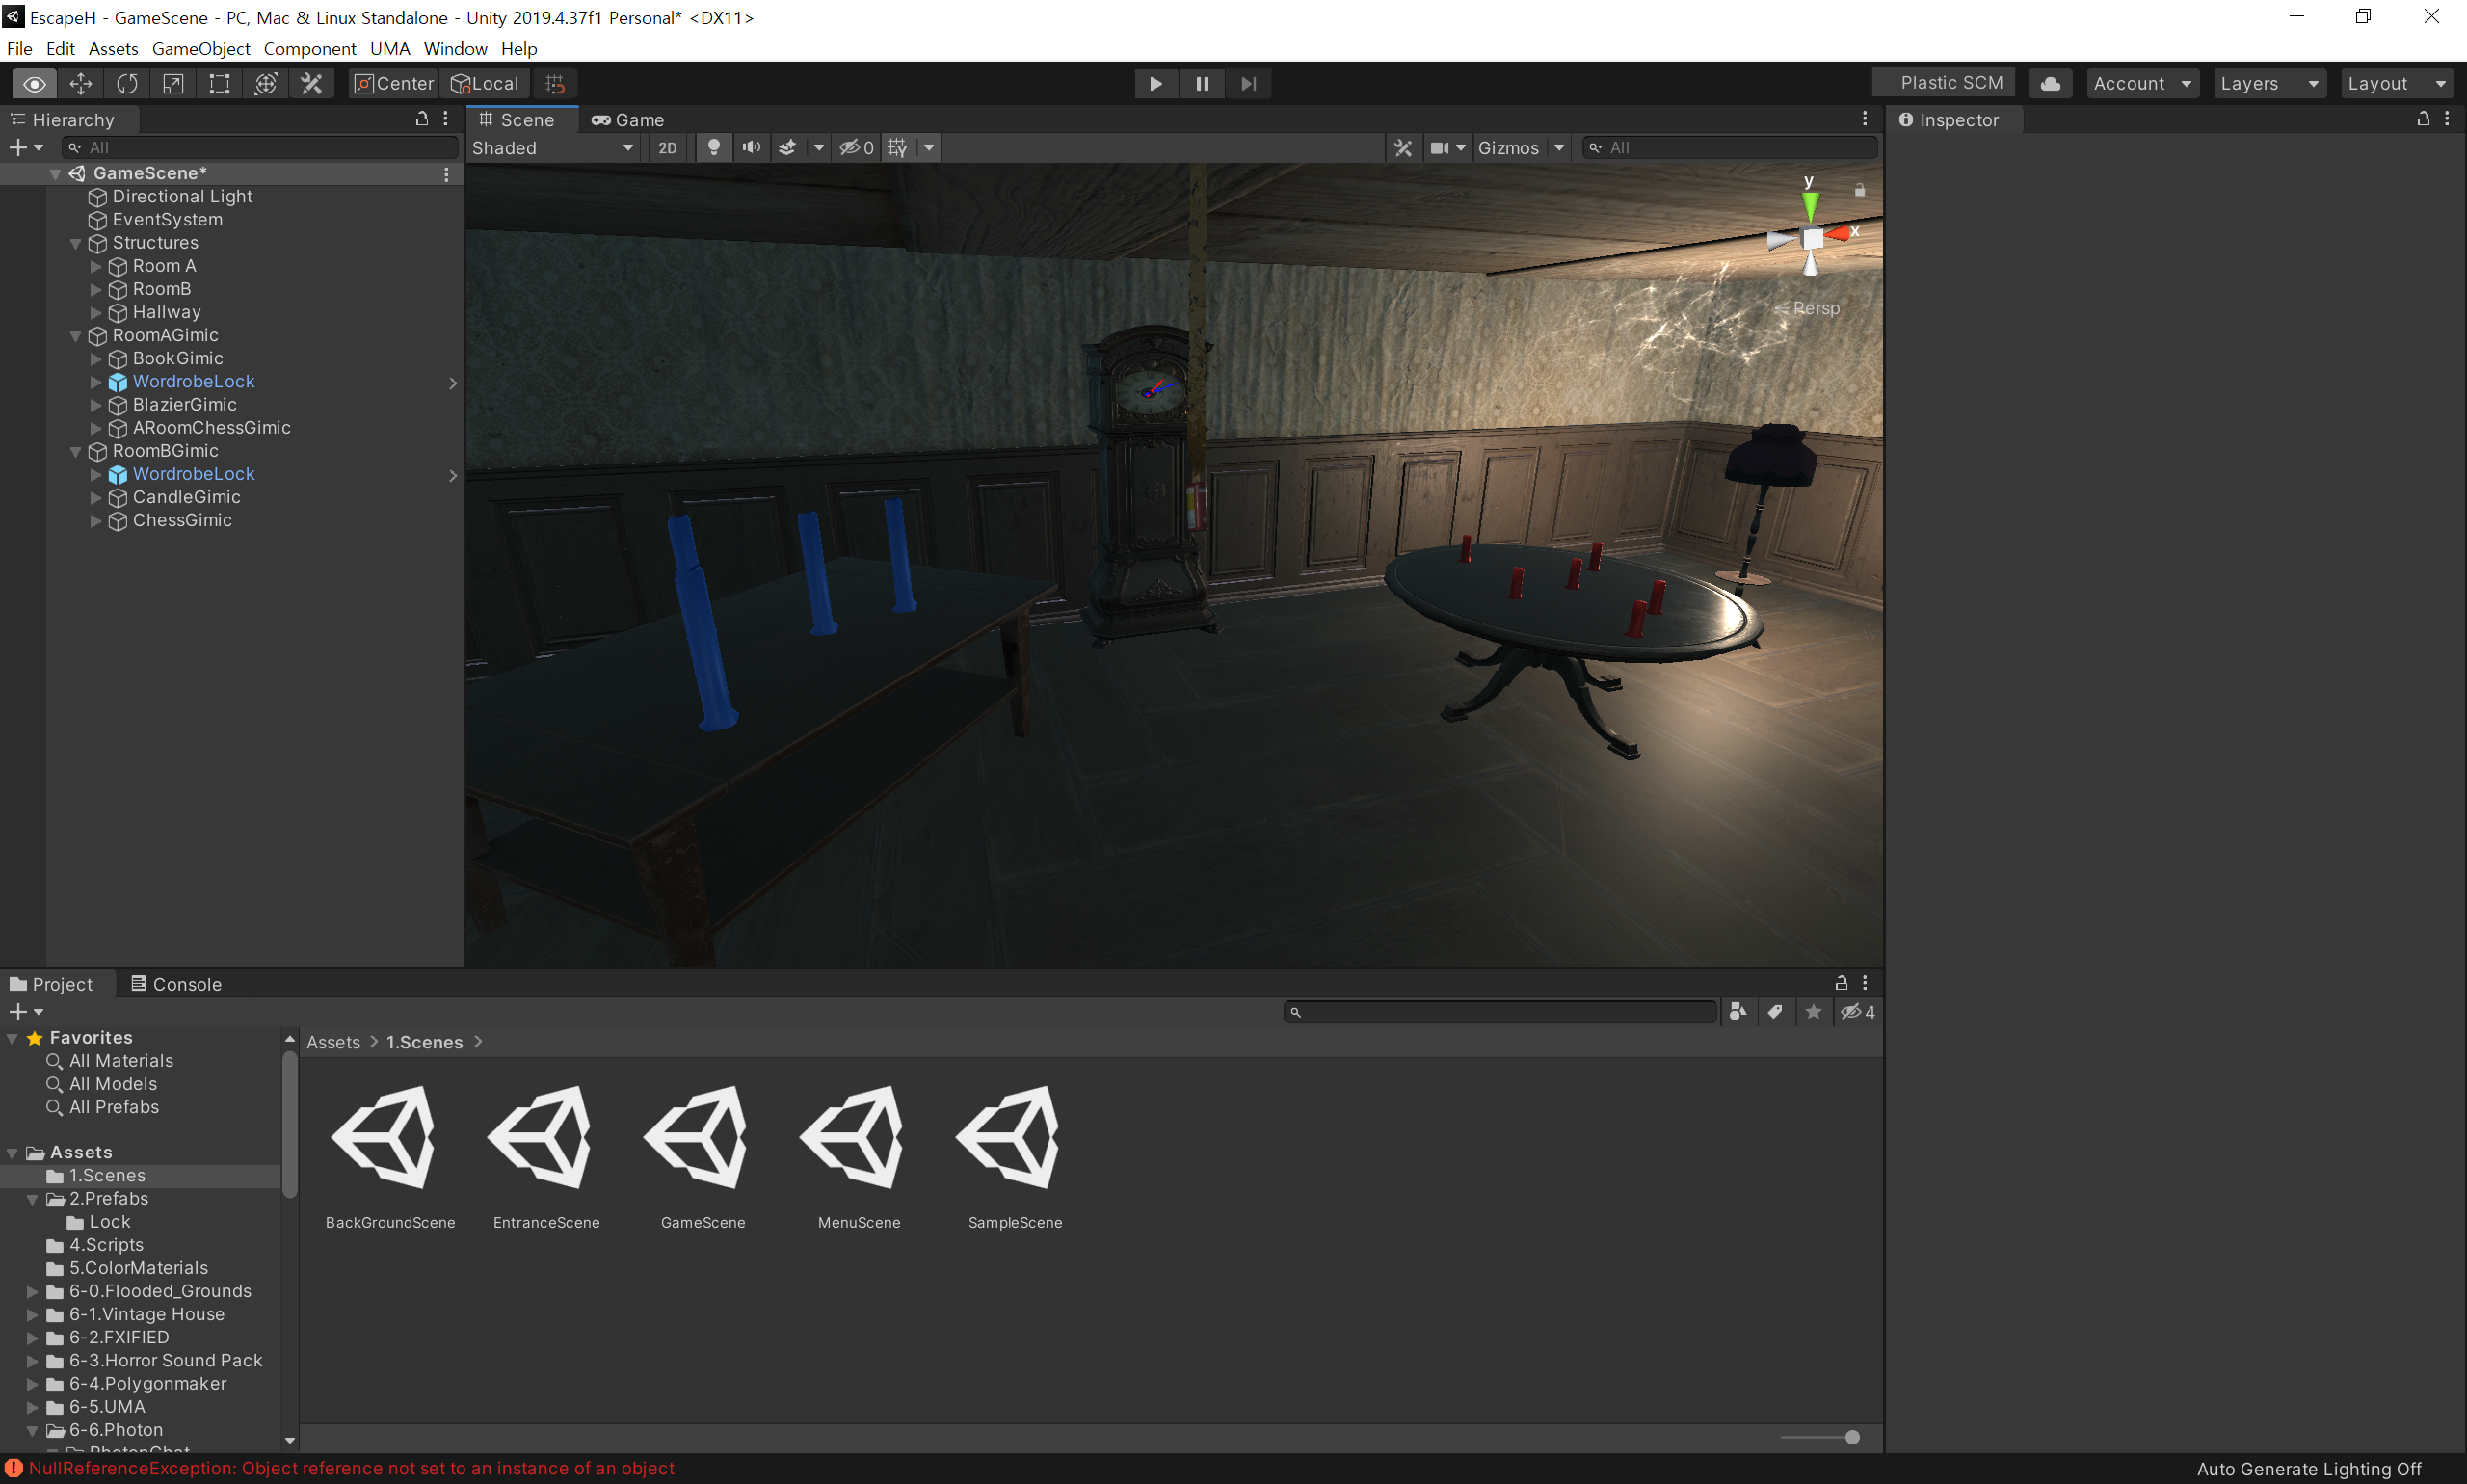 EscapeH - GameScene - PC, Mac & Linux Standalone - Unity 2019.4.37f1 Personal* <DX11>
File Edit Assets GameObject Component UMA Window Help
Center Local Plastic SCM Account Layers Layout
Hierarchy
All
GameScene*
Directional Light
EventSystem
Structures
Room A
RoomB
Hallway
RoomAGimic
BookGimic
WordrobeLock
BlazierGimic
ARoomChessGimic
RoomBGimic
WordrobeLock
CandleGimic
ChessGimic
Scene Game
Shaded 2D 0 Gizmos All
y
x
Persp
Inspector
Project Console
4
Favorites
All Materials
All Models
All Prefabs
Assets
1.Scenes
2.Prefabs
Lock
4.Scripts
5.ColorMaterials
6-0.Flooded_Grounds
6-1.Vintage House
6-2.FXIFIED
6-3.Horror Sound Pack
6-4.Polygonmaker
6-5.UMA
6-6.Photon
PhotonChat
Assets > 1.Scenes >
BackGroundScene EntranceScene GameScene MenuScene SampleScene
NullReferenceException: Object reference not set to an instance of an object
Auto Generate Lighting Off